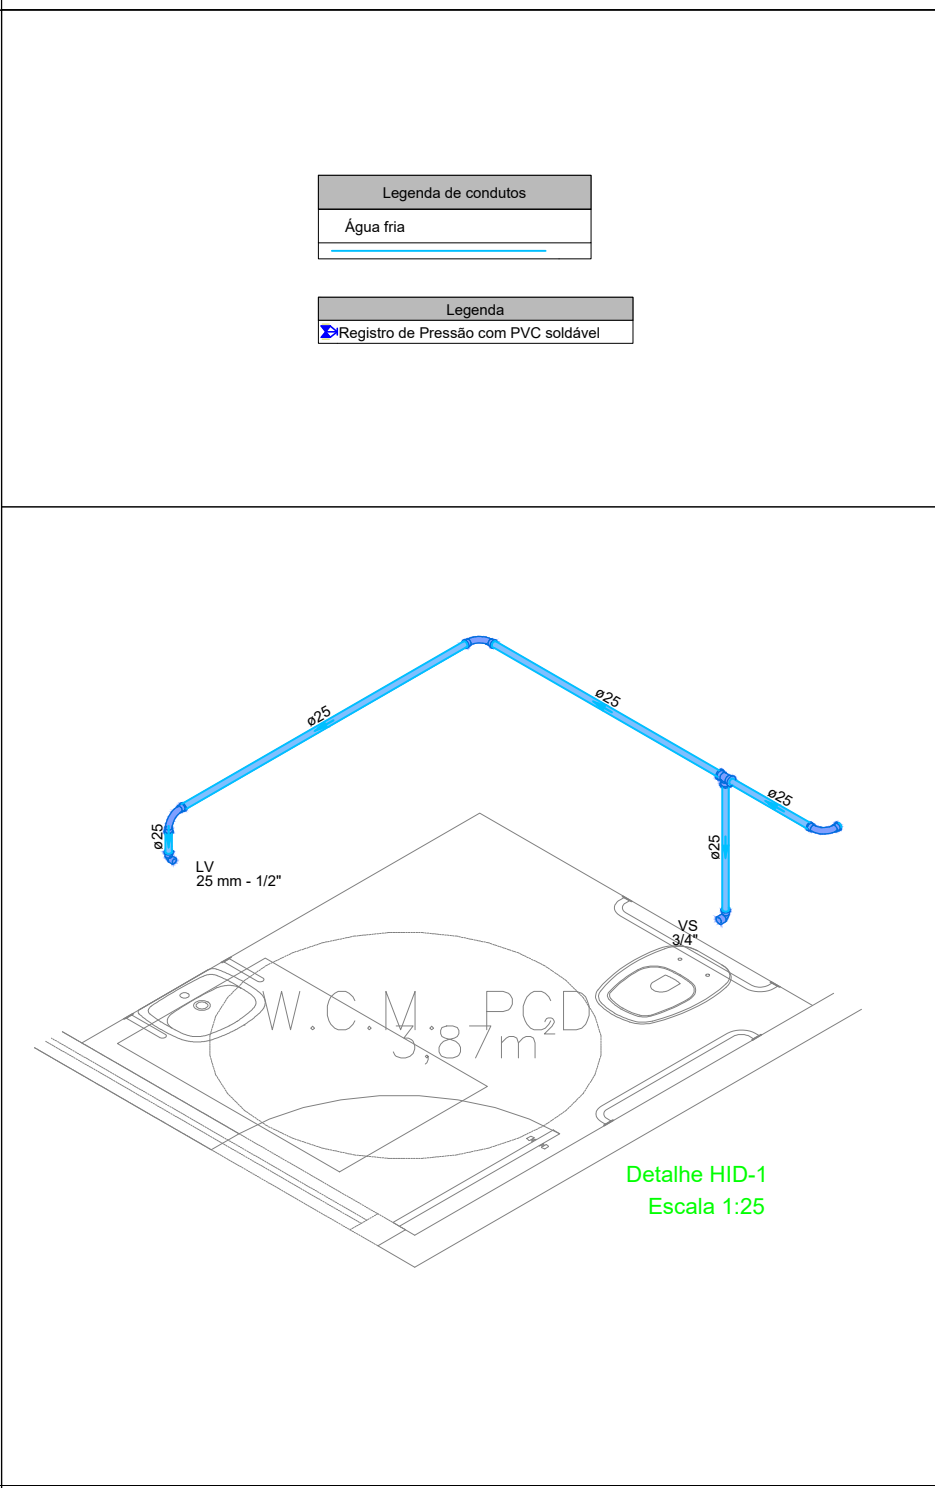 Legenda de condutos
Água fria
Legenda
Registro de Pressão com PVC soldável
ø25
ø25
ø25
ø25
ø25
LV
25 mm - 1/2"
VS
3/4"
W.C.M. PCD
3,87m²
Detalhe HID-1
Escala 1:25